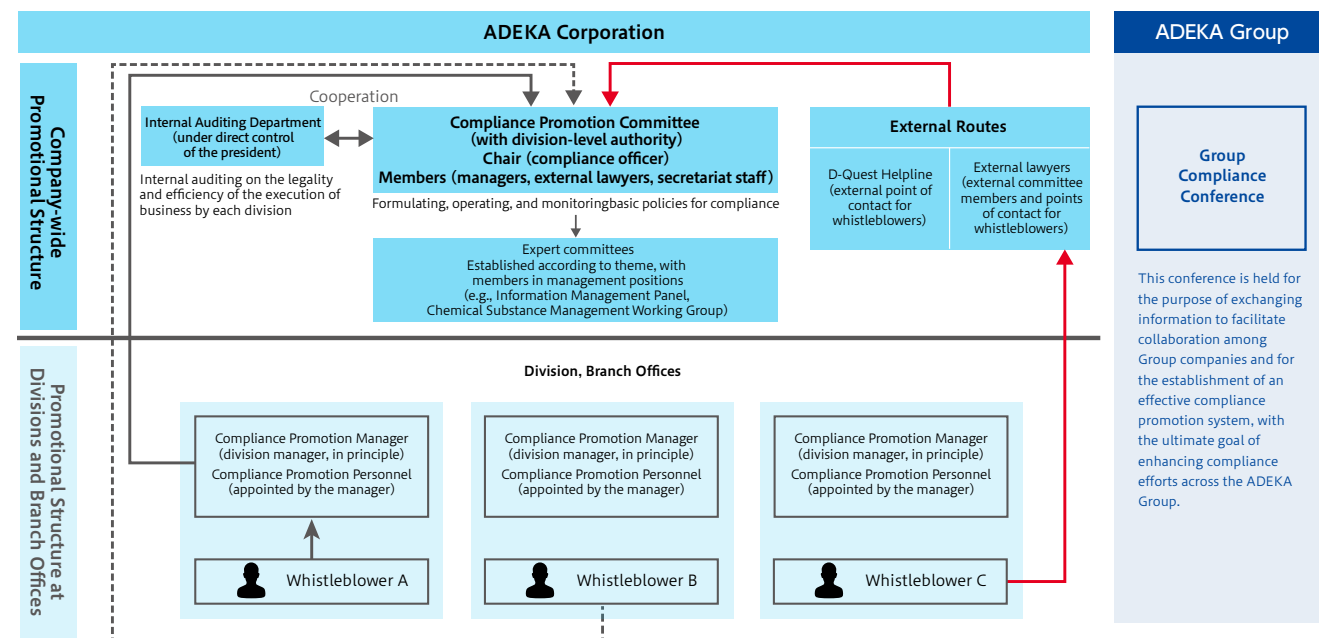 ADEKA Corporation
ADEKA Group
Company-wide
Promotional Structure
Cooperation
Internal Auditing Department
(under direct control
of the president)
Internal auditing on the legality
and efficiency of the execution of
business by each division
Compliance Promotion Committee
(with division-level authority)
Chair (compliance officer)
Members (managers, external lawyers, secretariat staff)
Formulating, operating, and monitoringbasic policies for compliance
Expert committees
Established according to theme, with
members in management positions
(e.g., Information Management Panel,
Chemical Substance Management Working Group)
External Routes
D-Quest Helpline
(external point of
contact for
whistleblowers)
External lawyers
(external committee
members and points
of contact for
whistleblowers)
Group
Compliance
Conference
This conference is held for
the purpose of exchanging
information to facilitate
collaboration among
Group companies and for
the establishment of an
effective compliance
promotion system, with
the ultimate goal of
enhancing compliance
efforts across the ADEKA
Group.
Promotional Structure at
Divisions and Branch Offices
Division, Branch Offices
Compliance Promotion Manager
(division manager, in principle)
Compliance Promotion Personnel
(appointed by the manager)
Whistleblower A
Compliance Promotion Manager
(division manager, in principle)
Compliance Promotion Personnel
(appointed by the manager)
Whistleblower B
Compliance Promotion Manager
(division manager, in principle)
Compliance Promotion Personnel
(appointed by the manager)
Whistleblower C